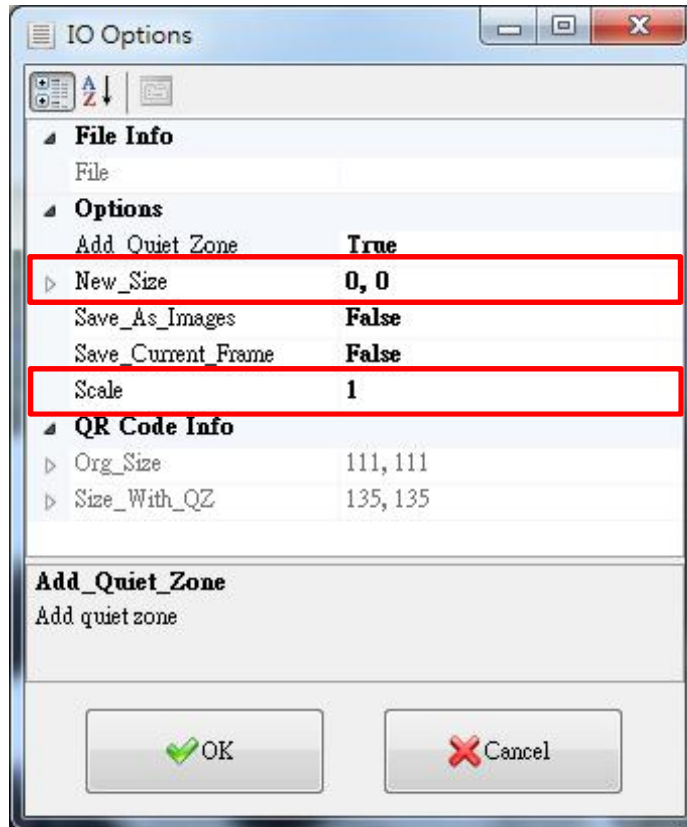 IO Options
File Info
File
Options
Add_Quiet_Zone True
New_Size 0, 0
Save_As_Images False
Save_Current_Frame False
Scale 1
QR Code Info
Org_Size 111, 111
Size_With_QZ 135, 135
Add_Quiet_Zone
Add quiet zone
OK Cancel